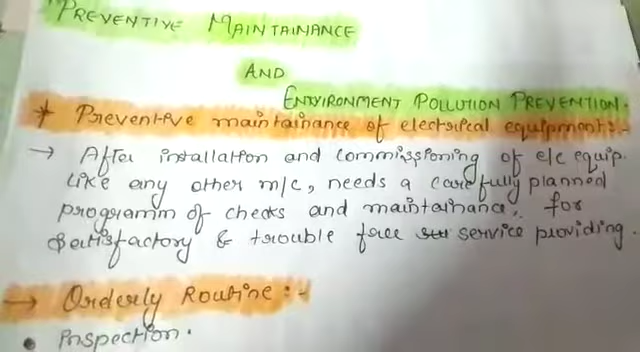 PREVENTIVE MAINTAINANCE
AND
ENVIRONMENT POLLUTION PREVENTION.
* Preventive maintainance of electrical equipment:-
→ After installation and commissioning of elc equip.
like any other m/c, needs a carefully planned
programm of checks and maintainance, for
satisfactory & trouble free service providing.
→ Orderly Routine:-
• Inspection.